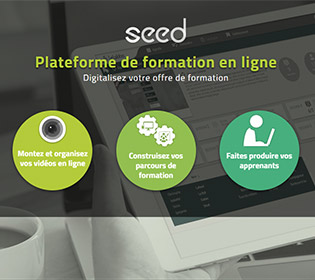 seed
Plateforme de formation en ligne
Digitalisez votre offre de formation
Montez et organisez
vos vidéos en ligne
Construisez vos
parcours de
formation
Faites produire vos
apprenants